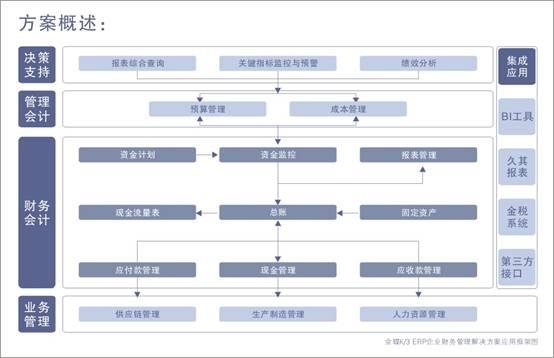 方案概述：
决策
支持
报表综合查询
关键指标监控与预警
绩效分析
集成
应用
管理
会计
预算管理
成本管理
BI工具
财务
会计
资金计划
资金监控
报表管理
久其
报表
现金流量表
总账
固定资产
金税
系统
应付款管理
现金管理
应收款管理
第三方
接口
业务
管理
供应链管理
生产制造管理
人力资源管理
金蝶K/3 ERP企业财务管理解决方案应用框架图